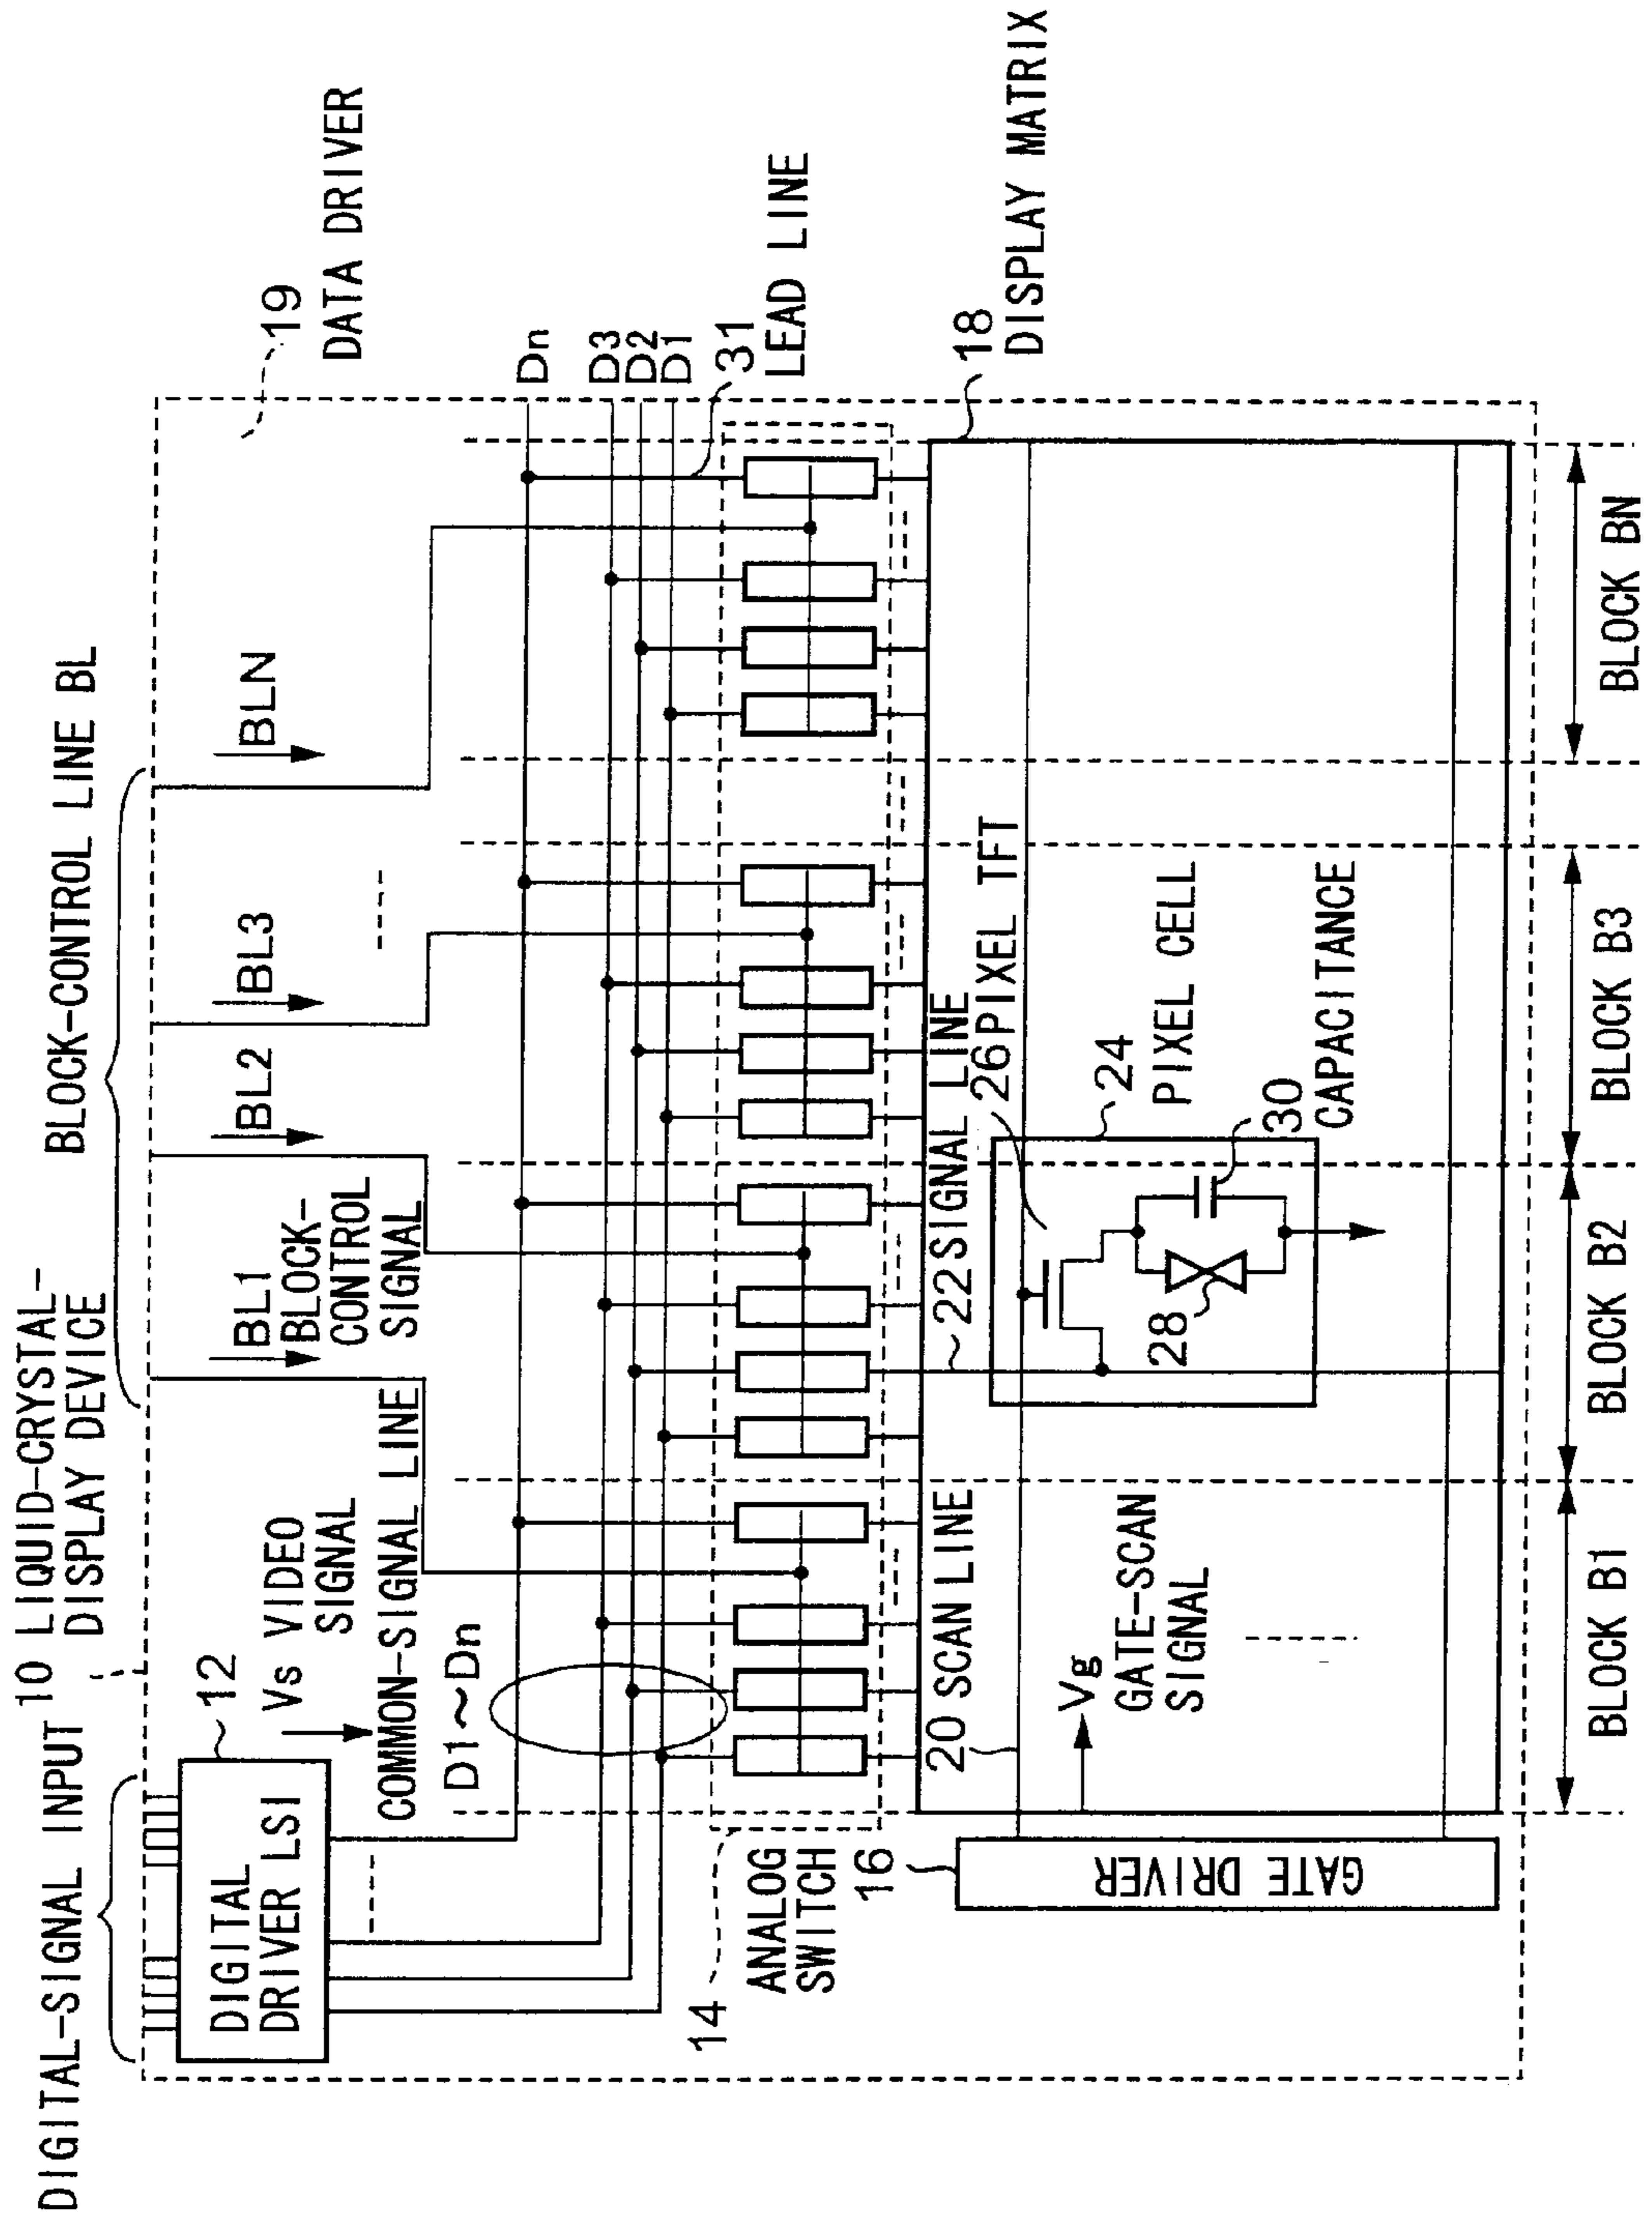 DIGITAL-SIGNAL INPUT
10 LIQUID-CRYSTAL-
DISPLAY DEVICE
BLOCK-CONTROL LINE BL
DIGITAL
DRIVER LSI
12
Vs VIDEO
SIGNAL
BL1
BLOCK-
CONTROL
SIGNAL
BL2
BL3
BLN
19
DATA DRIVER
COMMON-SIGNAL LINE
D1~Dn
Dn
D3
D2
D1
31
LEAD LINE
14
ANALOG
SWITCH
16
GATE DRIVER
20 SCAN LINE
22 SIGNAL LINE
26 PIXEL TFT
18
DISPLAY MATRIX
Vg
GATE-SCAN
SIGNAL
28
24
PIXEL CELL
30
CAPACITANCE
BLOCK B1
BLOCK B2
BLOCK B3
BLOCK BN